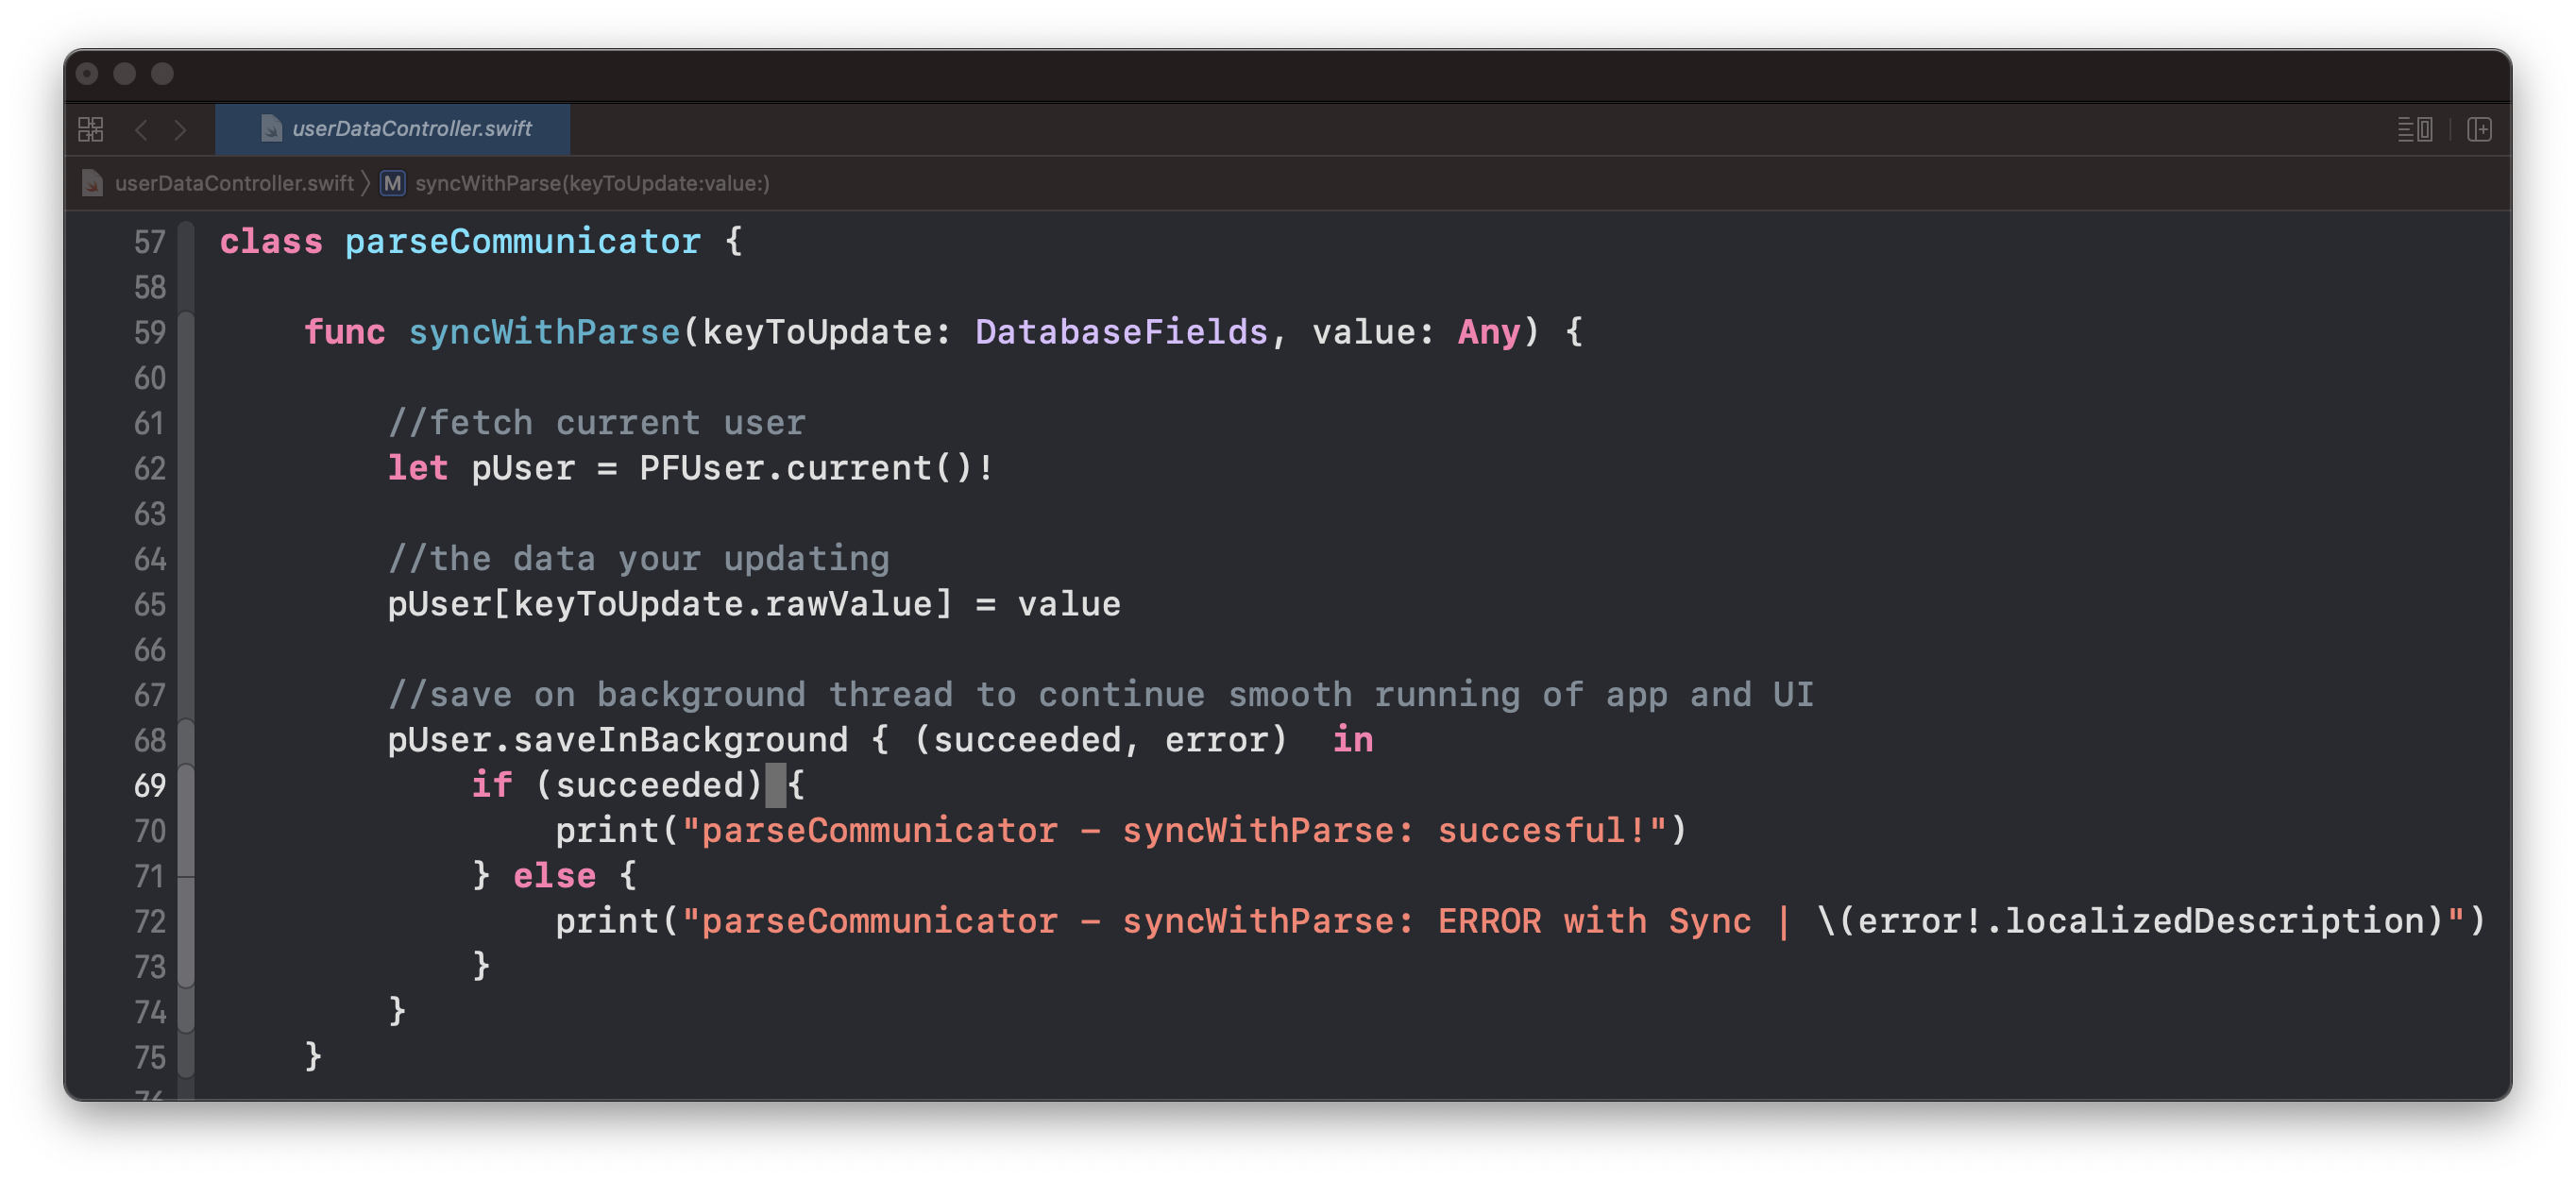 userDataController.swift
userDataController.swift 〉 M syncWithParse(keyToUpdate:value:)
57 class parseCommunicator {
58
59     func syncWithParse(keyToUpdate: DatabaseFields, value: Any) {
60
61         //fetch current user
62         let pUser = PFUser.current()!
63
64         //the data your updating
65         pUser[keyToUpdate.rawValue] = value
66
67         //save on background thread to continue smooth running of app and UI
68         pUser.saveInBackground { (succeeded, error)  in
69             if (succeeded) {
70                 print("parseCommunicator - syncWithParse: succesful!")
71             } else {
72                 print("parseCommunicator - syncWithParse: ERROR with Sync | \(error!.localizedDescription)")
73             }
74         }
75     }
76